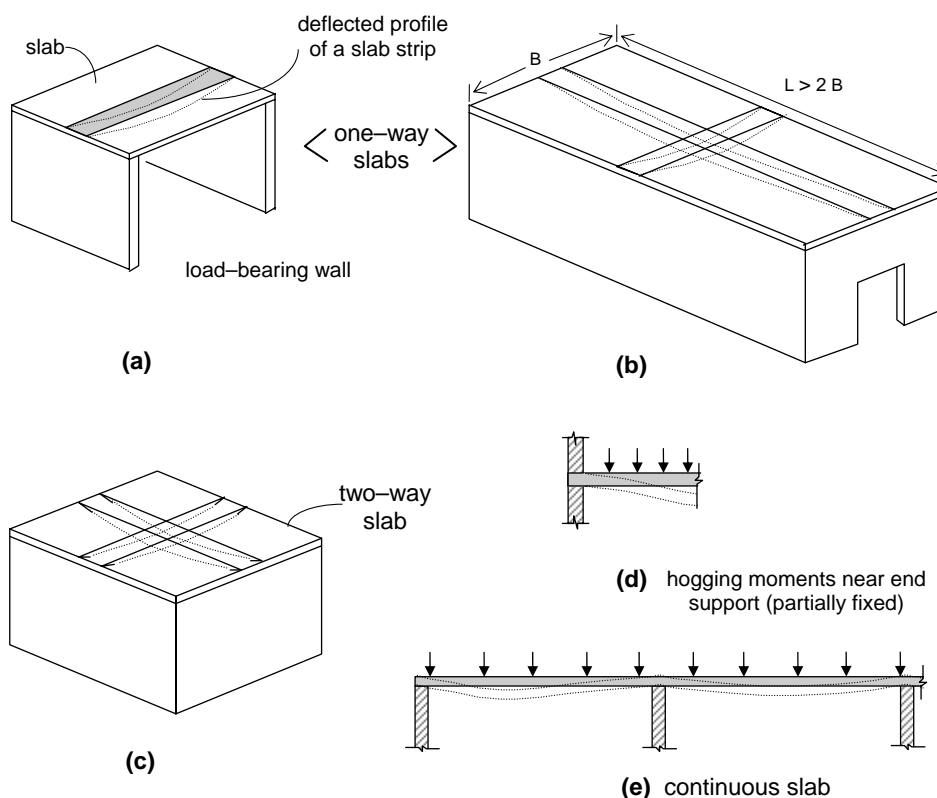 slab
deflected profile
of a slab strip
one–way
slabs
load–bearing wall
(a)
B
L > 2 B
(b)
two–way
slab
(c)
(d) hogging moments near end
support (partially fixed)
(e) continuous slab